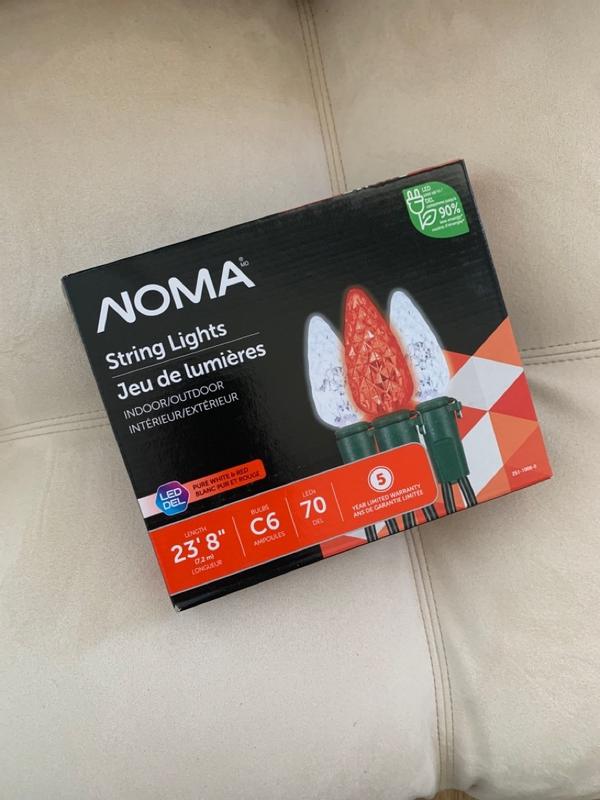 LED
DEL
90%
NOMA
MD
String Lights
Jeu de lumières
INDOOR/OUTDOOR
INTÉRIEUR/EXTÉRIEUR
LED
DEL
PURE WHITE & RED
BLANC PUR ET ROUGE
LENGTH
23' 8"
(7,2 m)
LONGUEUR
BULBS
C6
AMPOULES
LEDs
70
DEL
5
YEAR LIMITED WARRANTY
ANS DE GARANTIE LIMITÉE